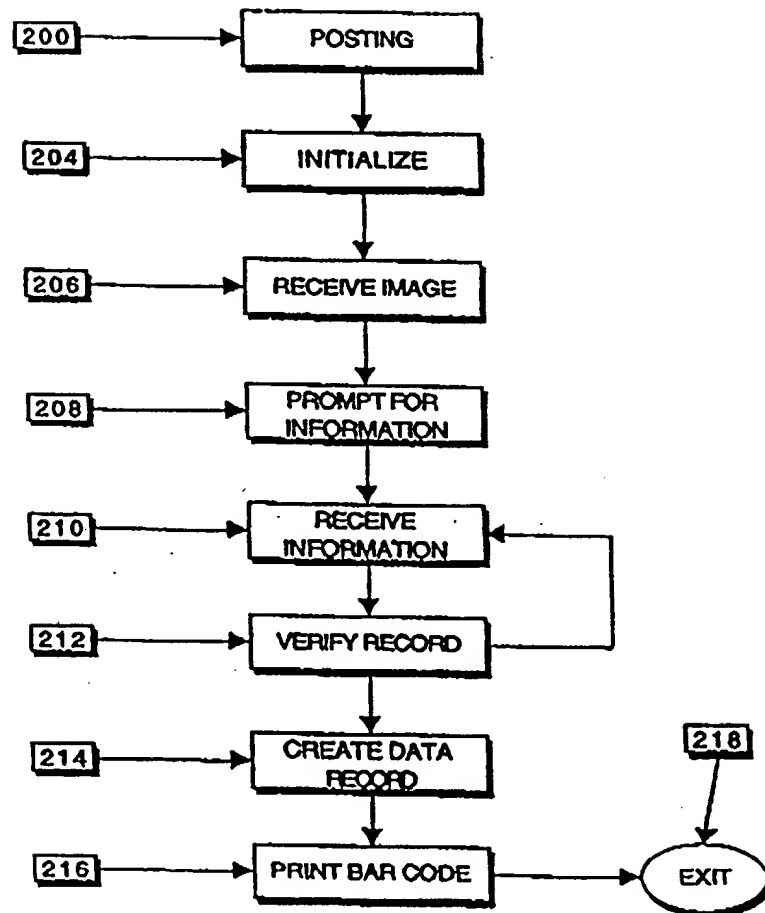 200
POSTING
204
INITIALIZE
206
RECEIVE IMAGE
208
PROMPT FOR
INFORMATION
210
RECEIVE
INFORMATION
212
VERIFY RECORD
214
CREATE DATA
RECORD
218
216
PRINT BAR CODE
EXIT